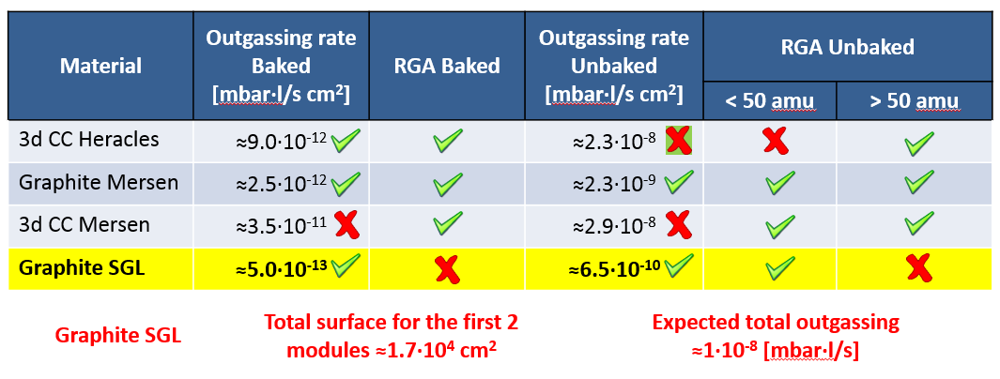 Material
Outgassing rate
Baked
[mbar·l/s cm²]
RGA Baked
Outgassing rate
Unbaked
[mbar·l/s cm²]
RGA Unbaked
< 50 amu
> 50 amu
3d CC Heracles
≈9.0·10⁻¹²
≈2.3·10⁻⁸
Graphite Mersen
≈2.5·10⁻¹²
≈2.3·10⁻⁹
3d CC Mersen
≈3.5·10⁻¹¹
≈2.9·10⁻⁸
Graphite SGL
≈5.0·10⁻¹³
≈6.5·10⁻¹⁰
Graphite SGL
Total surface for the first 2
modules ≈1.7·10⁴ cm²
Expected total outgassing
≈1·10⁻⁸ [mbar·l/s]